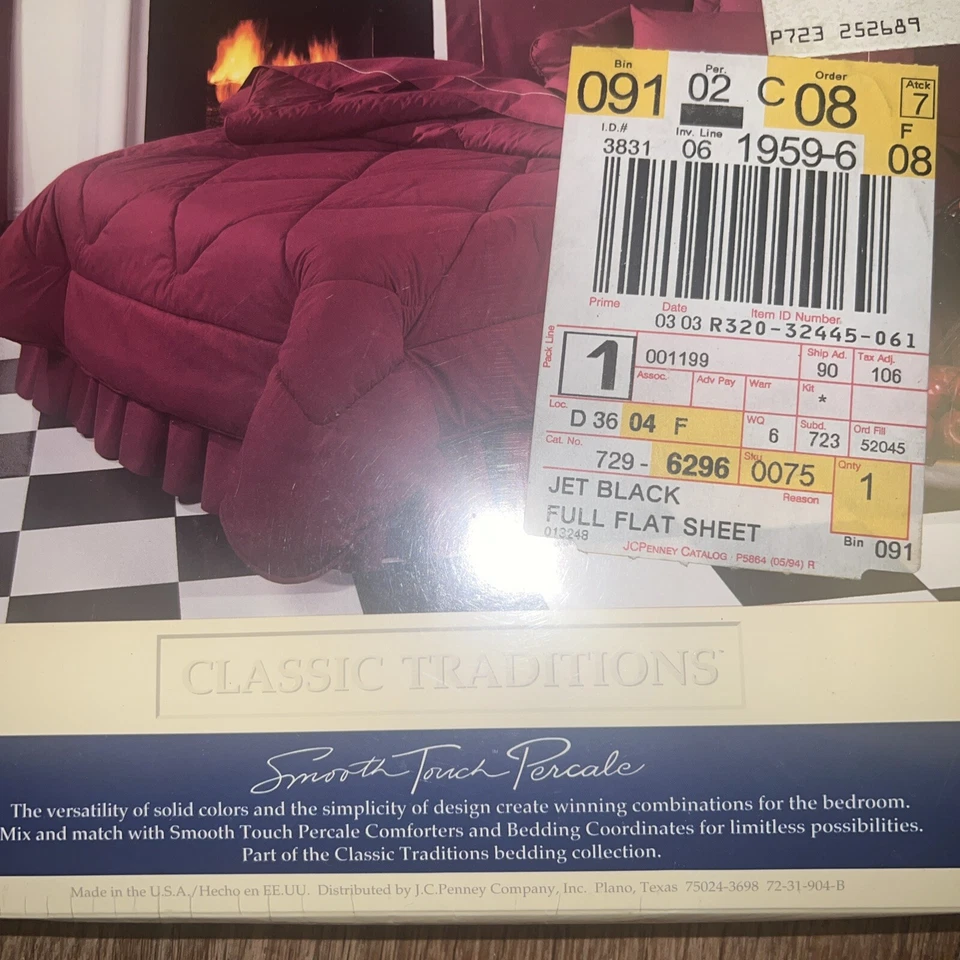 P723 252689
Bin Per. Order Atck
091 02 C 08 7
I.D.# Inv. Line F
3831 06 1959-6 08
Prime Date Item ID Number
03 03 R320-32445-061
Pack Line
1 001199 Ship Ad. 90 Tax Adj. 106
Assoc. Adv Pay Warr Kit *
Loc. D 36 04 F WQ 6 Subd. 723 Ord Fill 52045
Cat. No. 729 - 6296 Sku 0075 Qnty 1
Reason
JET BLACK
FULL FLAT SHEET
013248
Bin 091
JCPENNEY CATALOG · P5864 (05/94) R
CLASSIC TRADITIONS™
Smooth Touch Percale
The versatility of solid colors and the simplicity of design create winning combinations for the bedroom.
Mix and match with Smooth Touch Percale Comforters and Bedding Coordinates for limitless possibilities.
Part of the Classic Traditions bedding collection.
Made in the U.S.A./Hecho en EE.UU. Distributed by J.C.Penney Company, Inc. Plano, Texas 75024-3698 72-31-904-B